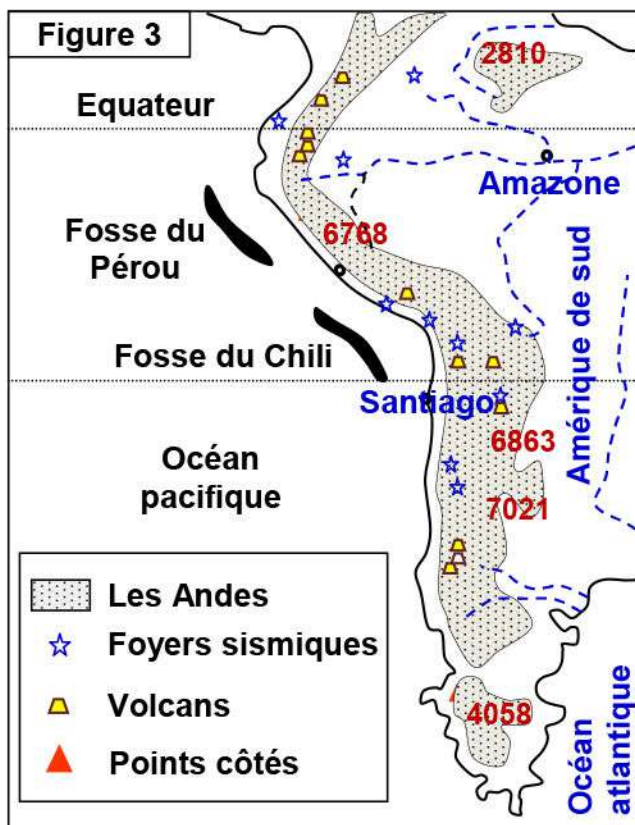 Figure 3
2810
Equateur
Amazone
Fosse du
Pérou
6768
Fosse du Chili
Santiago
Amérique de sud
6863
Océan
pacifique
7021
Les Andes
Foyers sismiques
Volcans
Points côtés
4058
Océan
atlantique